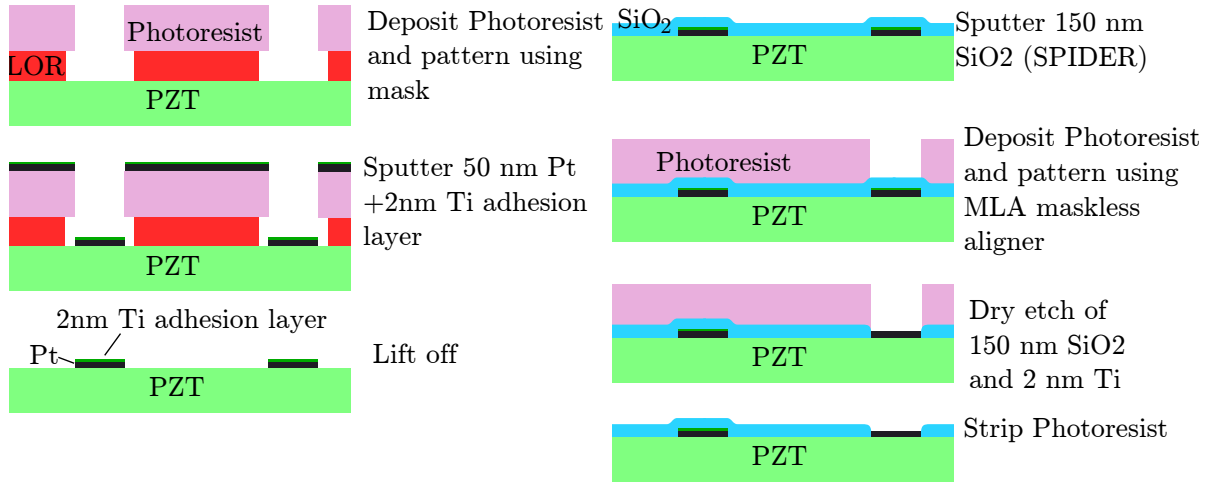 Photoresist
LOR
PZT
Deposit Photoresist
and pattern using
mask
PZT
Sputter 50 nm Pt
+2nm Ti adhesion
layer
2nm Ti adhesion layer
Pt
PZT
Lift off
SiO₂
PZT
Sputter 150 nm
SiO2 (SPIDER)
Photoresist
PZT
Deposit Photoresist
and pattern using
MLA maskless
aligner
PZT
Dry etch of
150 nm SiO2
and 2 nm Ti
PZT
Strip Photoresist